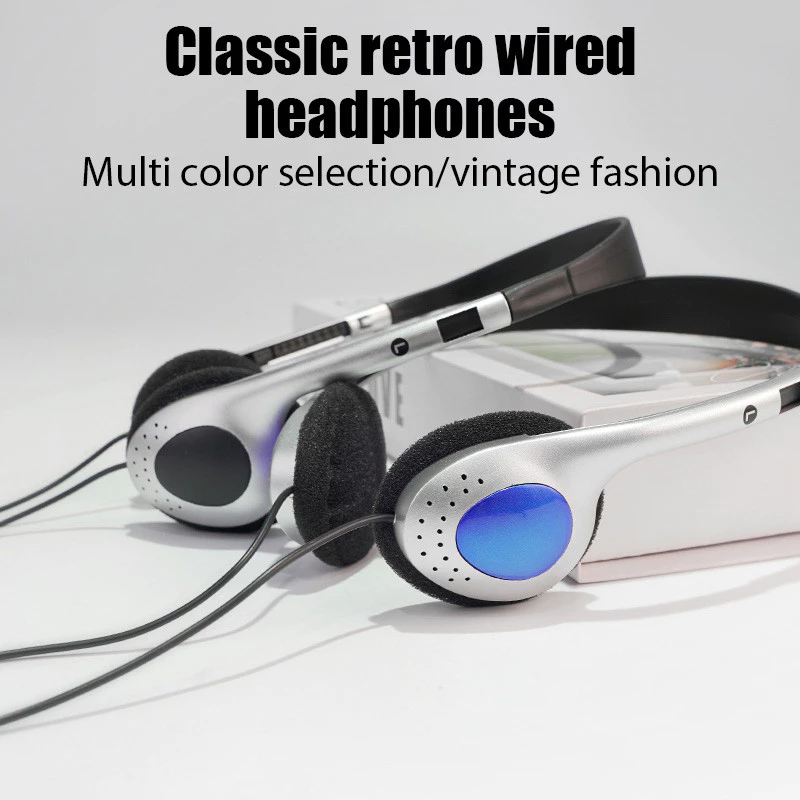 Classic retro wired
headphones
Multi color selection/vintage fashion
L
L